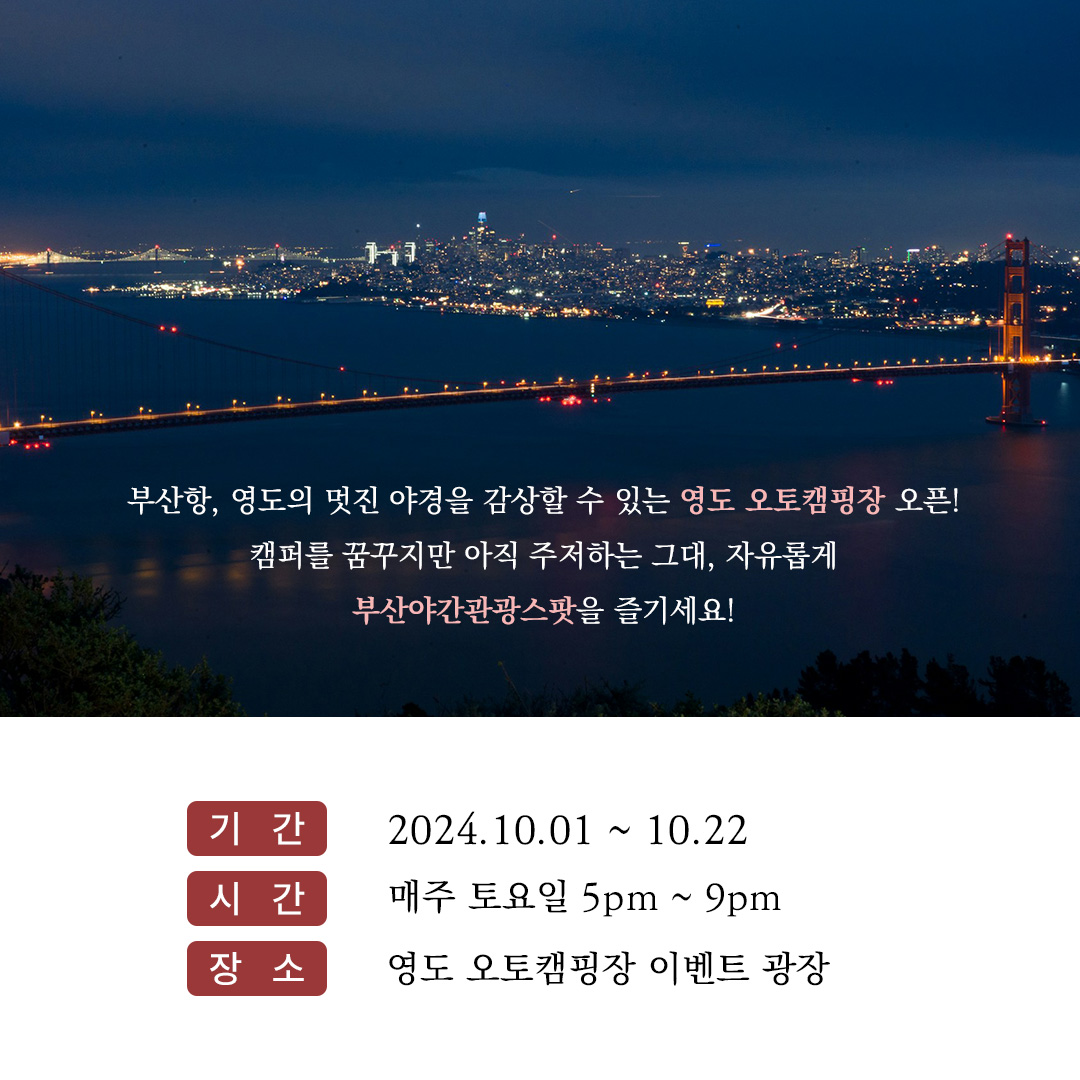 부산항, 영도의 멋진 야경을 감상할 수 있는 영도 오토캠핑장 오픈!
캠퍼를 꿈꾸지만 아직 주저하는 그대, 자유롭게
부산야간관광스팟을 즐기세요!
기 간 2024.10.01 ~ 10.22
시 간 매주 토요일 5pm ~ 9pm
장 소 영도 오토캠핑장 이벤트 광장